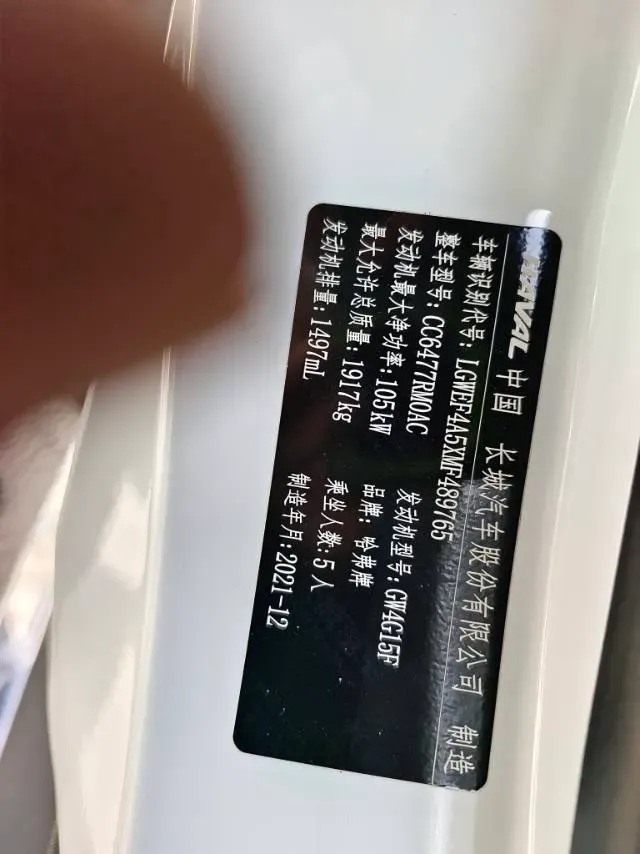 HAVAL 中国 长城汽车股份有限公司 制造
车辆识别代号: LGWEF4A5XMF489765
整车型号: CC6477RM0AC
发动机型号: GW4G15F
发动机最大净功率: 105kW
品牌: 哈弗牌
最大允许总质量: 1917kg
乘坐人数: 5 人
发动机排量: 1497mL
制造年月: 2021-12